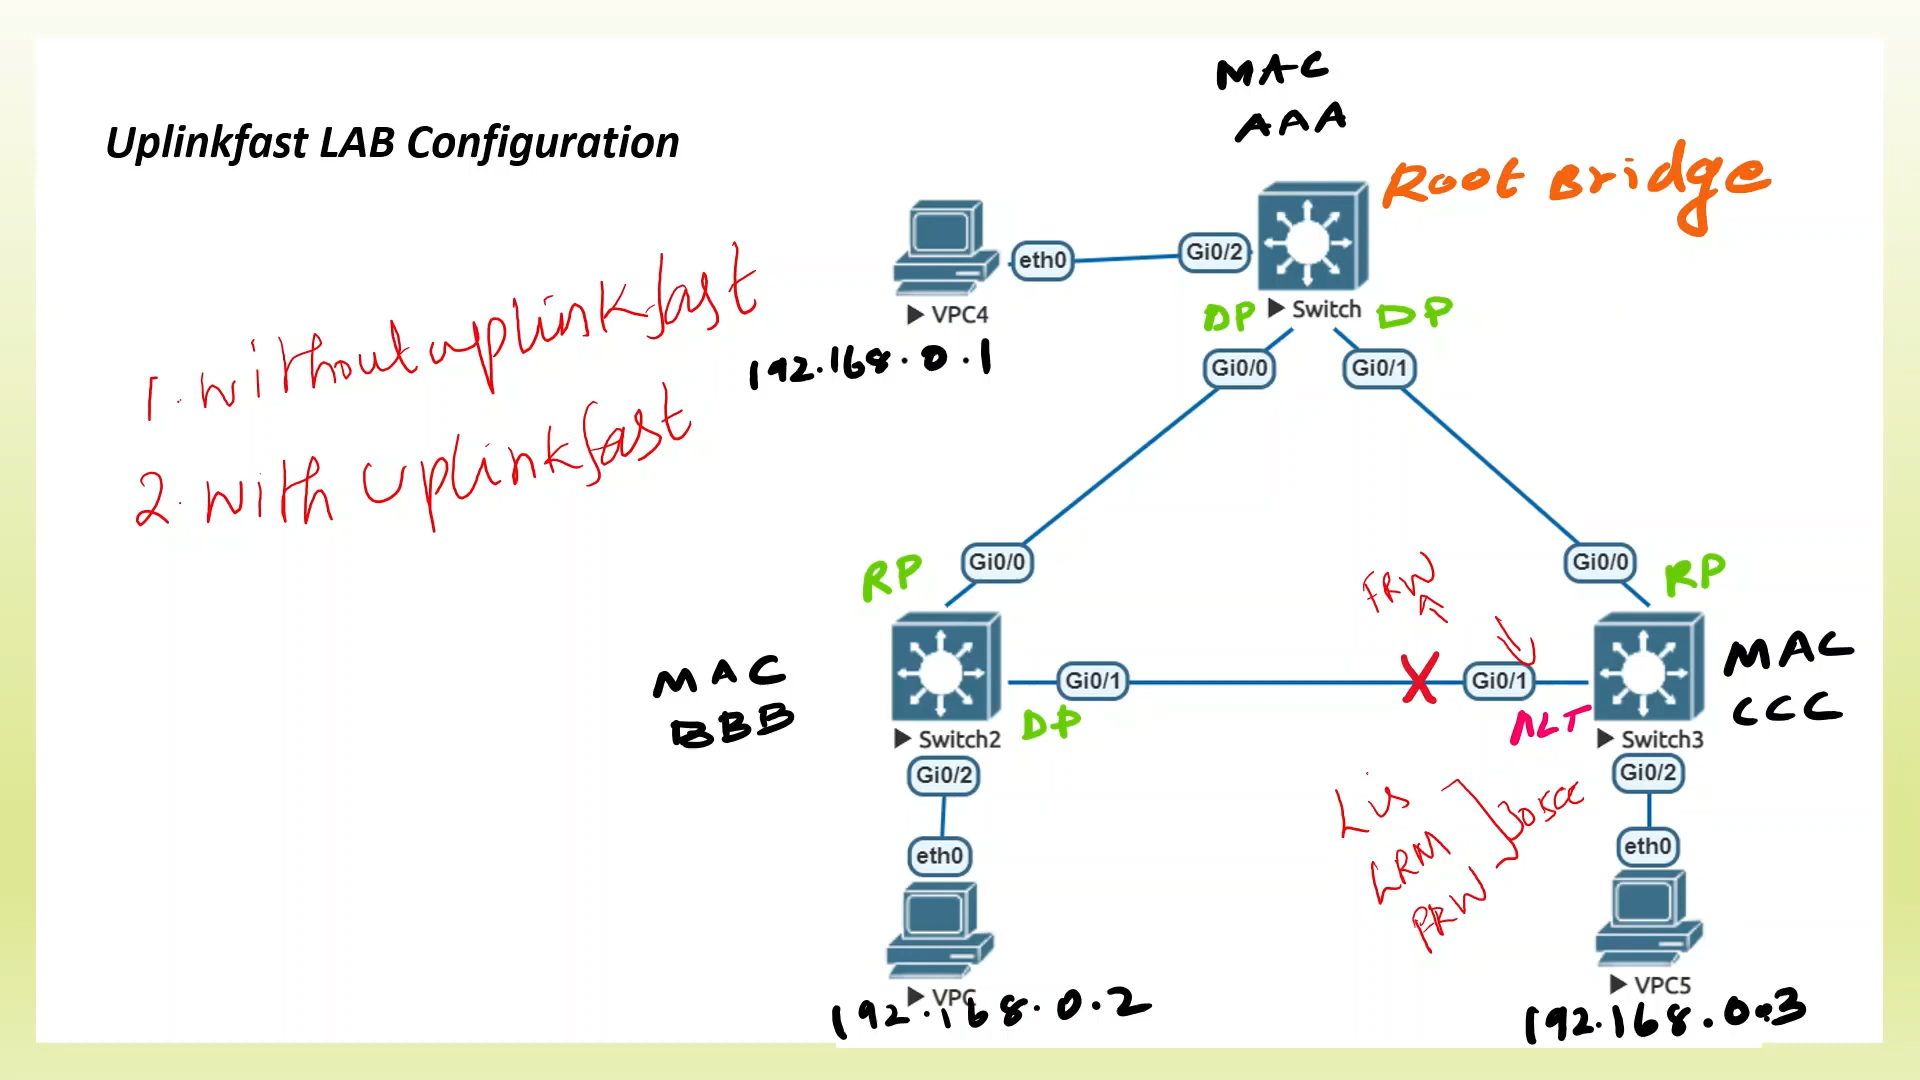 MAC
AAA
Uplinkfast LAB Configuration
Root Bridge
eth0
Gi0/2
▶ VPC4
DP
▶ Switch
DP
192.168.0.1
1. without uplinkfast
Gi0/0
Gi0/1
2. with uplinkfast
RP
Gi0/0
FRW
Gi0/0
RP
MAC
BBB
Gi0/1
X
Gi0/1
MAC
CCC
DP
ALT
▶ Switch2
▶ Switch3
Gi0/2
Gi0/2
Lis
LRM
FRW
30sec
eth0
eth0
▶ VPC
192.168.0.2
▶ VPC5
192.168.0.3